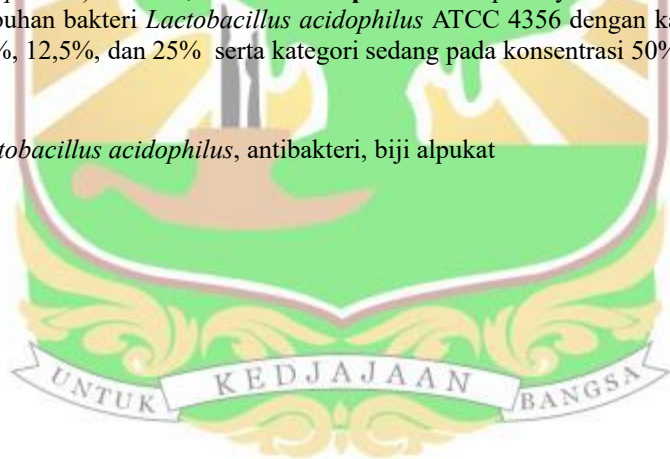 buhan bakteri Lactobacillus acidophilus ATCC 4356 dengan ka
%, 12,5%, dan 25% serta kategori sedang pada konsentrasi 50%
tobacillus acidophilus, antibakteri, biji alpukat
UNTUK KEDJAJAAN BANGSA